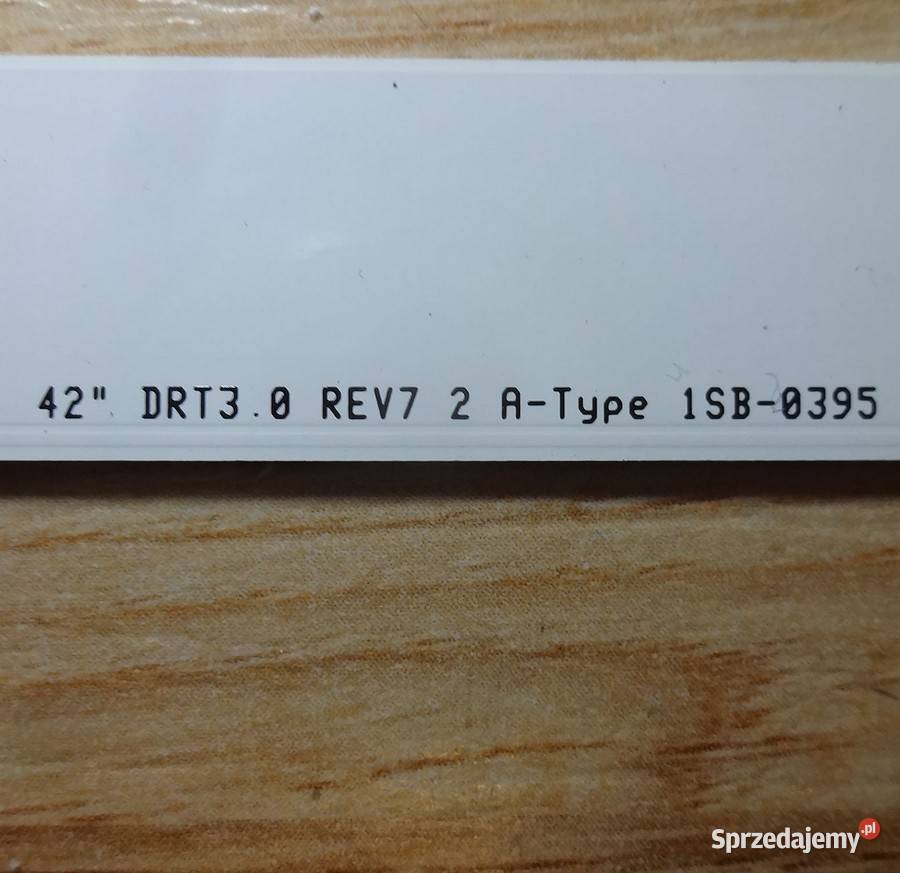 42" DRT3.0 REV7 2 A-Type 1SB-0395
Sprzedajemy.pl